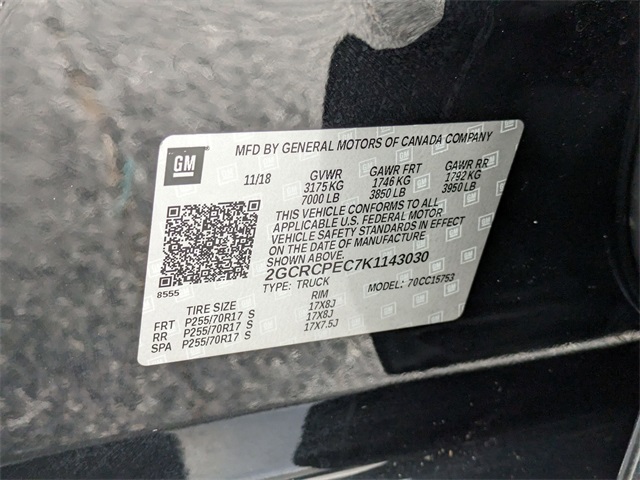 MFD BY GENERAL MOTORS OF CANADA COMPANY
GM
11/18 GVWR GAWR FRT GAWR RR
3175 KG 1746 KG 1792 KG
7000 LB 3850 LB 3950 LB
THIS VEHICLE CONFORMS TO ALL
APPLICABLE U.S. FEDERAL MOTOR
VEHICLE SAFETY STANDARDS IN EFFECT
ON THE DATE OF MANUFACTURE
SHOWN ABOVE.
2GCRCPEC7K1143030
8555
TYPE: TRUCK MODEL: 70CC15753
TIRE SIZE RIM
FRT P255/70R17 S 17X8J
RR P255/70R17 S 17X8J
SPA P255/70R17 S 17X7.5J